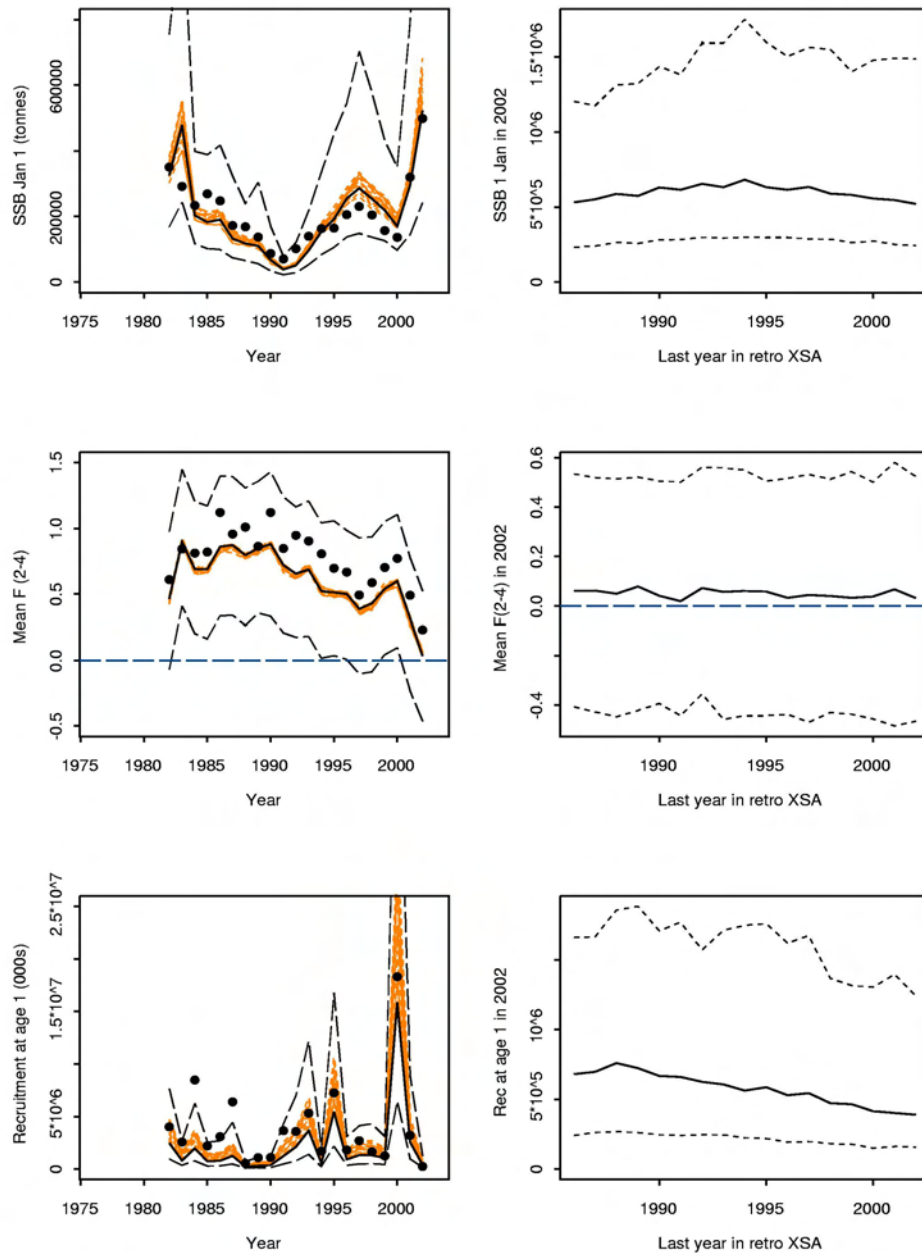 SSB Jan 1 (tonnes)
600000
200000
0
1975 1980 1985 1990 1995 2000
Year
SSB 1 Jan in 2002
1.5*10^6
10^6
5*10^5
0
1990 1995 2000
Last year in retro XSA
Mean F (2-4)
1.5
1.0
0.5
0.0
-0.5
1975 1980 1985 1990 1995 2000
Year
Mean F(2-4) in 2002
0.6
0.4
0.2
0.0
-0.4
1990 1995 2000
Last year in retro XSA
Recruitment at age 1 (000s)
2.5*10^7
1.5*10^7
5*10^6
0
1975 1980 1985 1990 1995 2000
Year
Rec at age 1 in 2002
10^6
5*10^5
0
1990 1995 2000
Last year in retro XSA